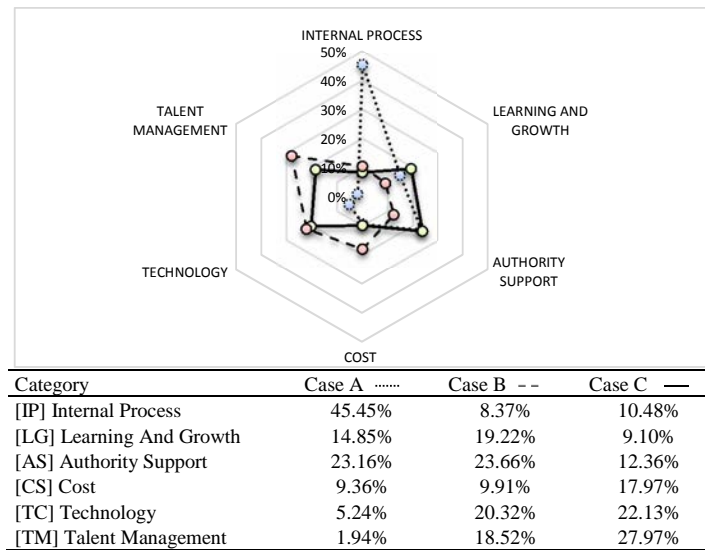 INTERNAL PROCESS
50%
40%
30%
20%
10%
0%
LEARNING AND
GROWTH
AUTHORITY
SUPPORT
COST
TECHNOLOGY
TALENT
MANAGEMENT
Category Case A ........ Case B – – Case C —
[IP] Internal Process 45.45% 8.37% 10.48%
[LG] Learning And Growth 14.85% 19.22% 9.10%
[AS] Authority Support 23.16% 23.66% 12.36%
[CS] Cost 9.36% 9.91% 17.97%
[TC] Technology 5.24% 20.32% 22.13%
[TM] Talent Management 1.94% 18.52% 27.97%